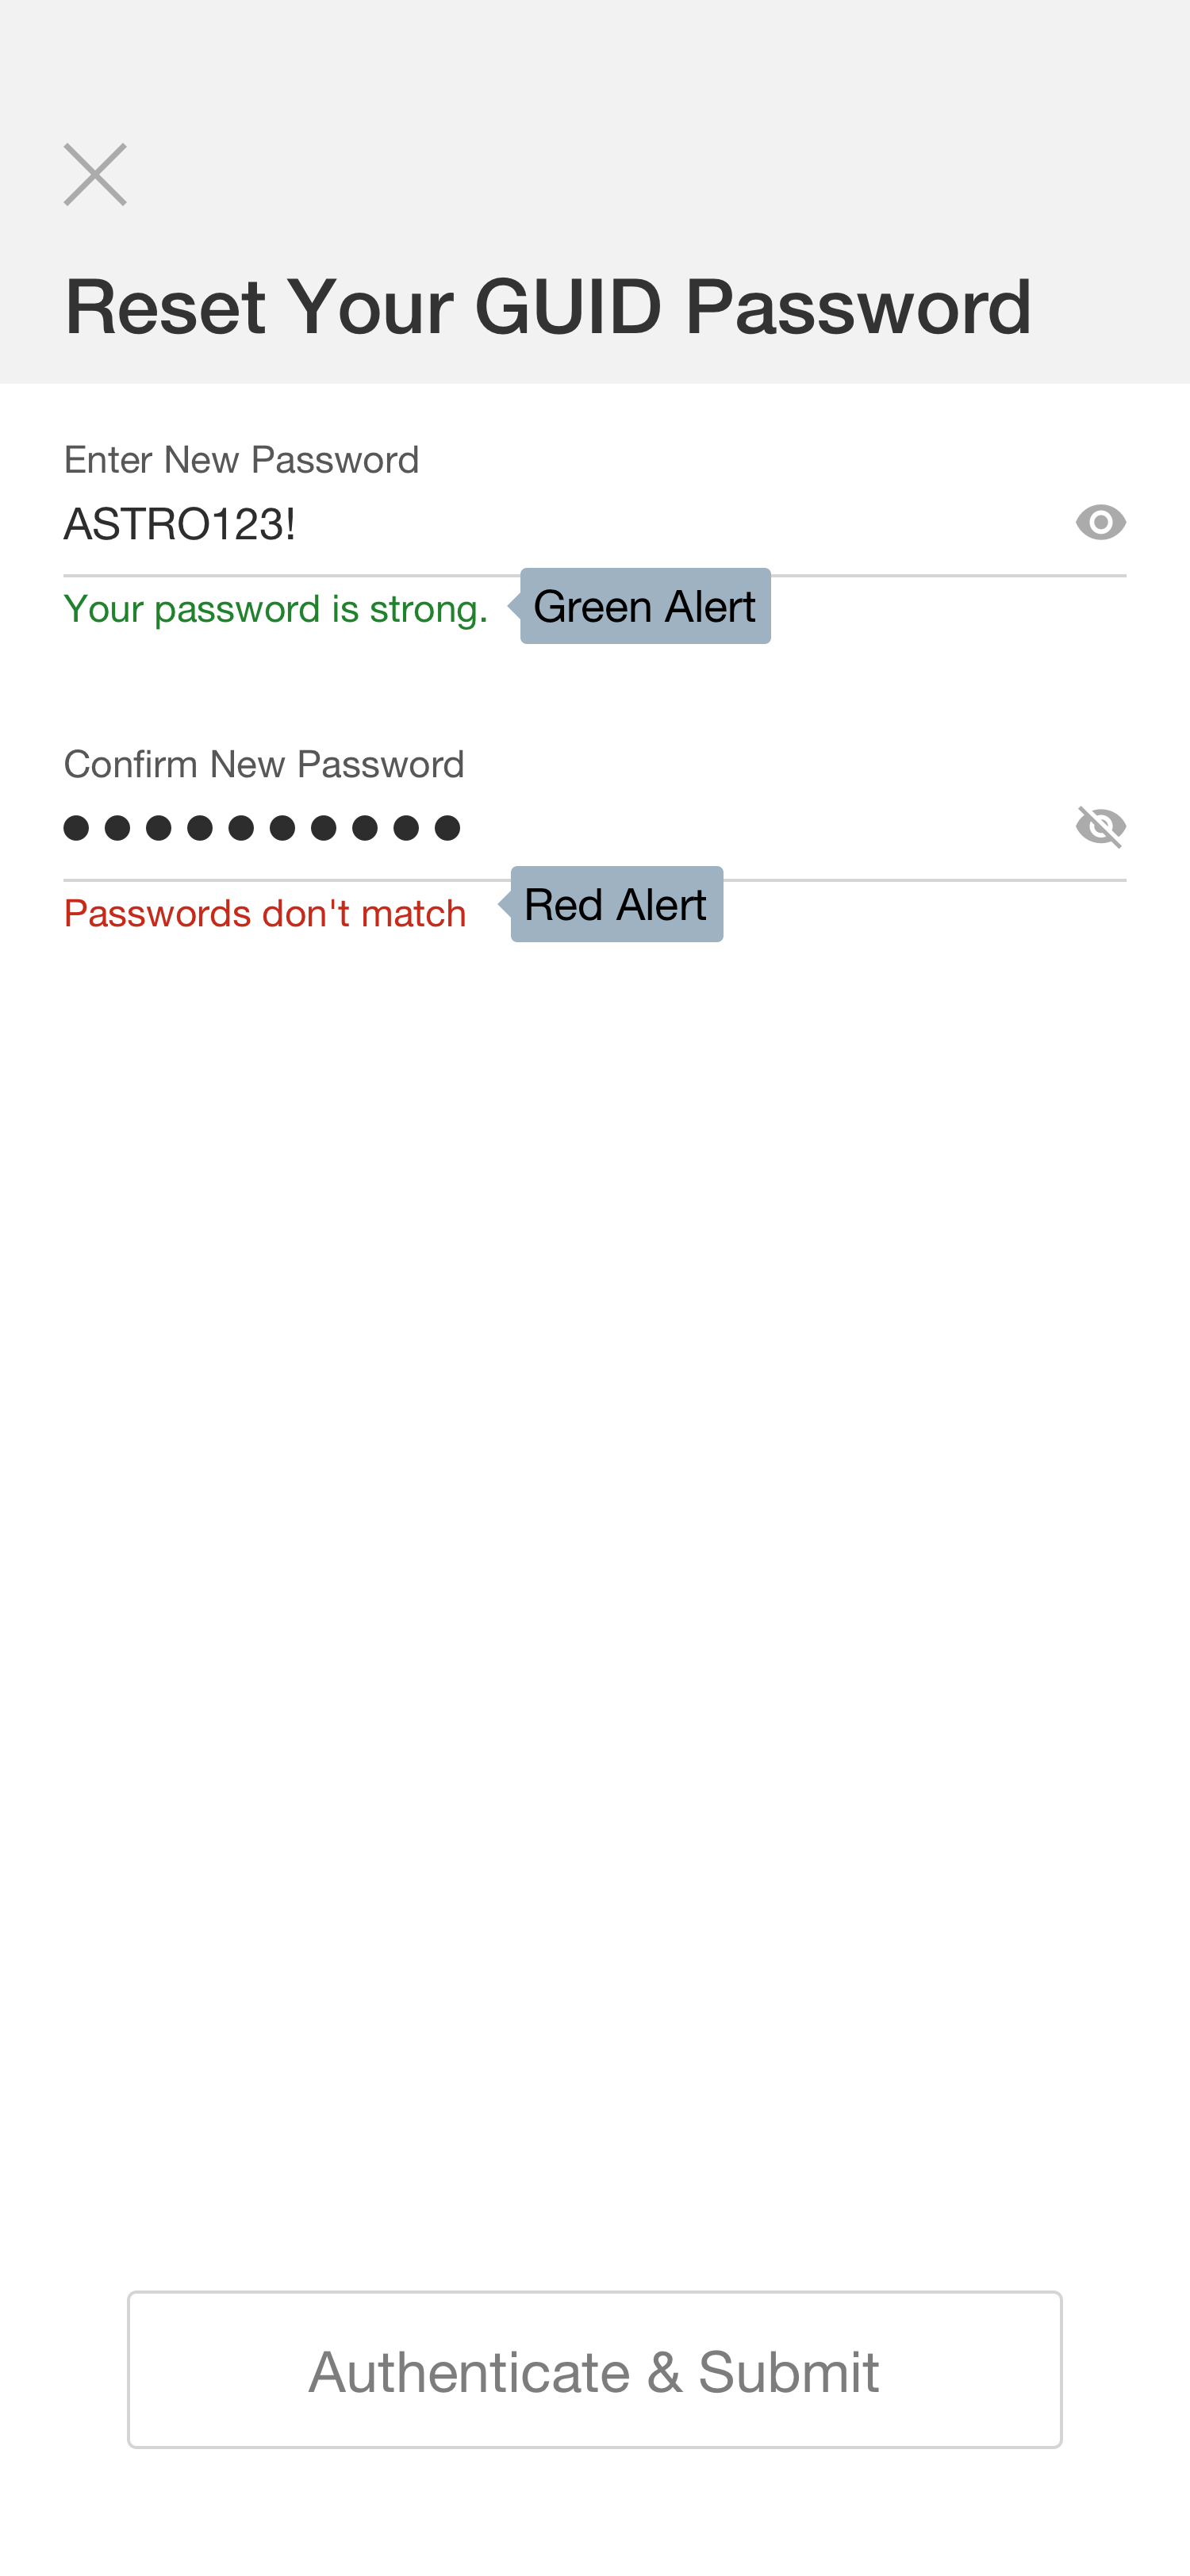 Reset Your GUID Password
Enter New Password
ASTRO123!
Your password is strong.
Green Alert
Confirm New Password
Passwords don't match
Red Alert
Authenticate & Submit